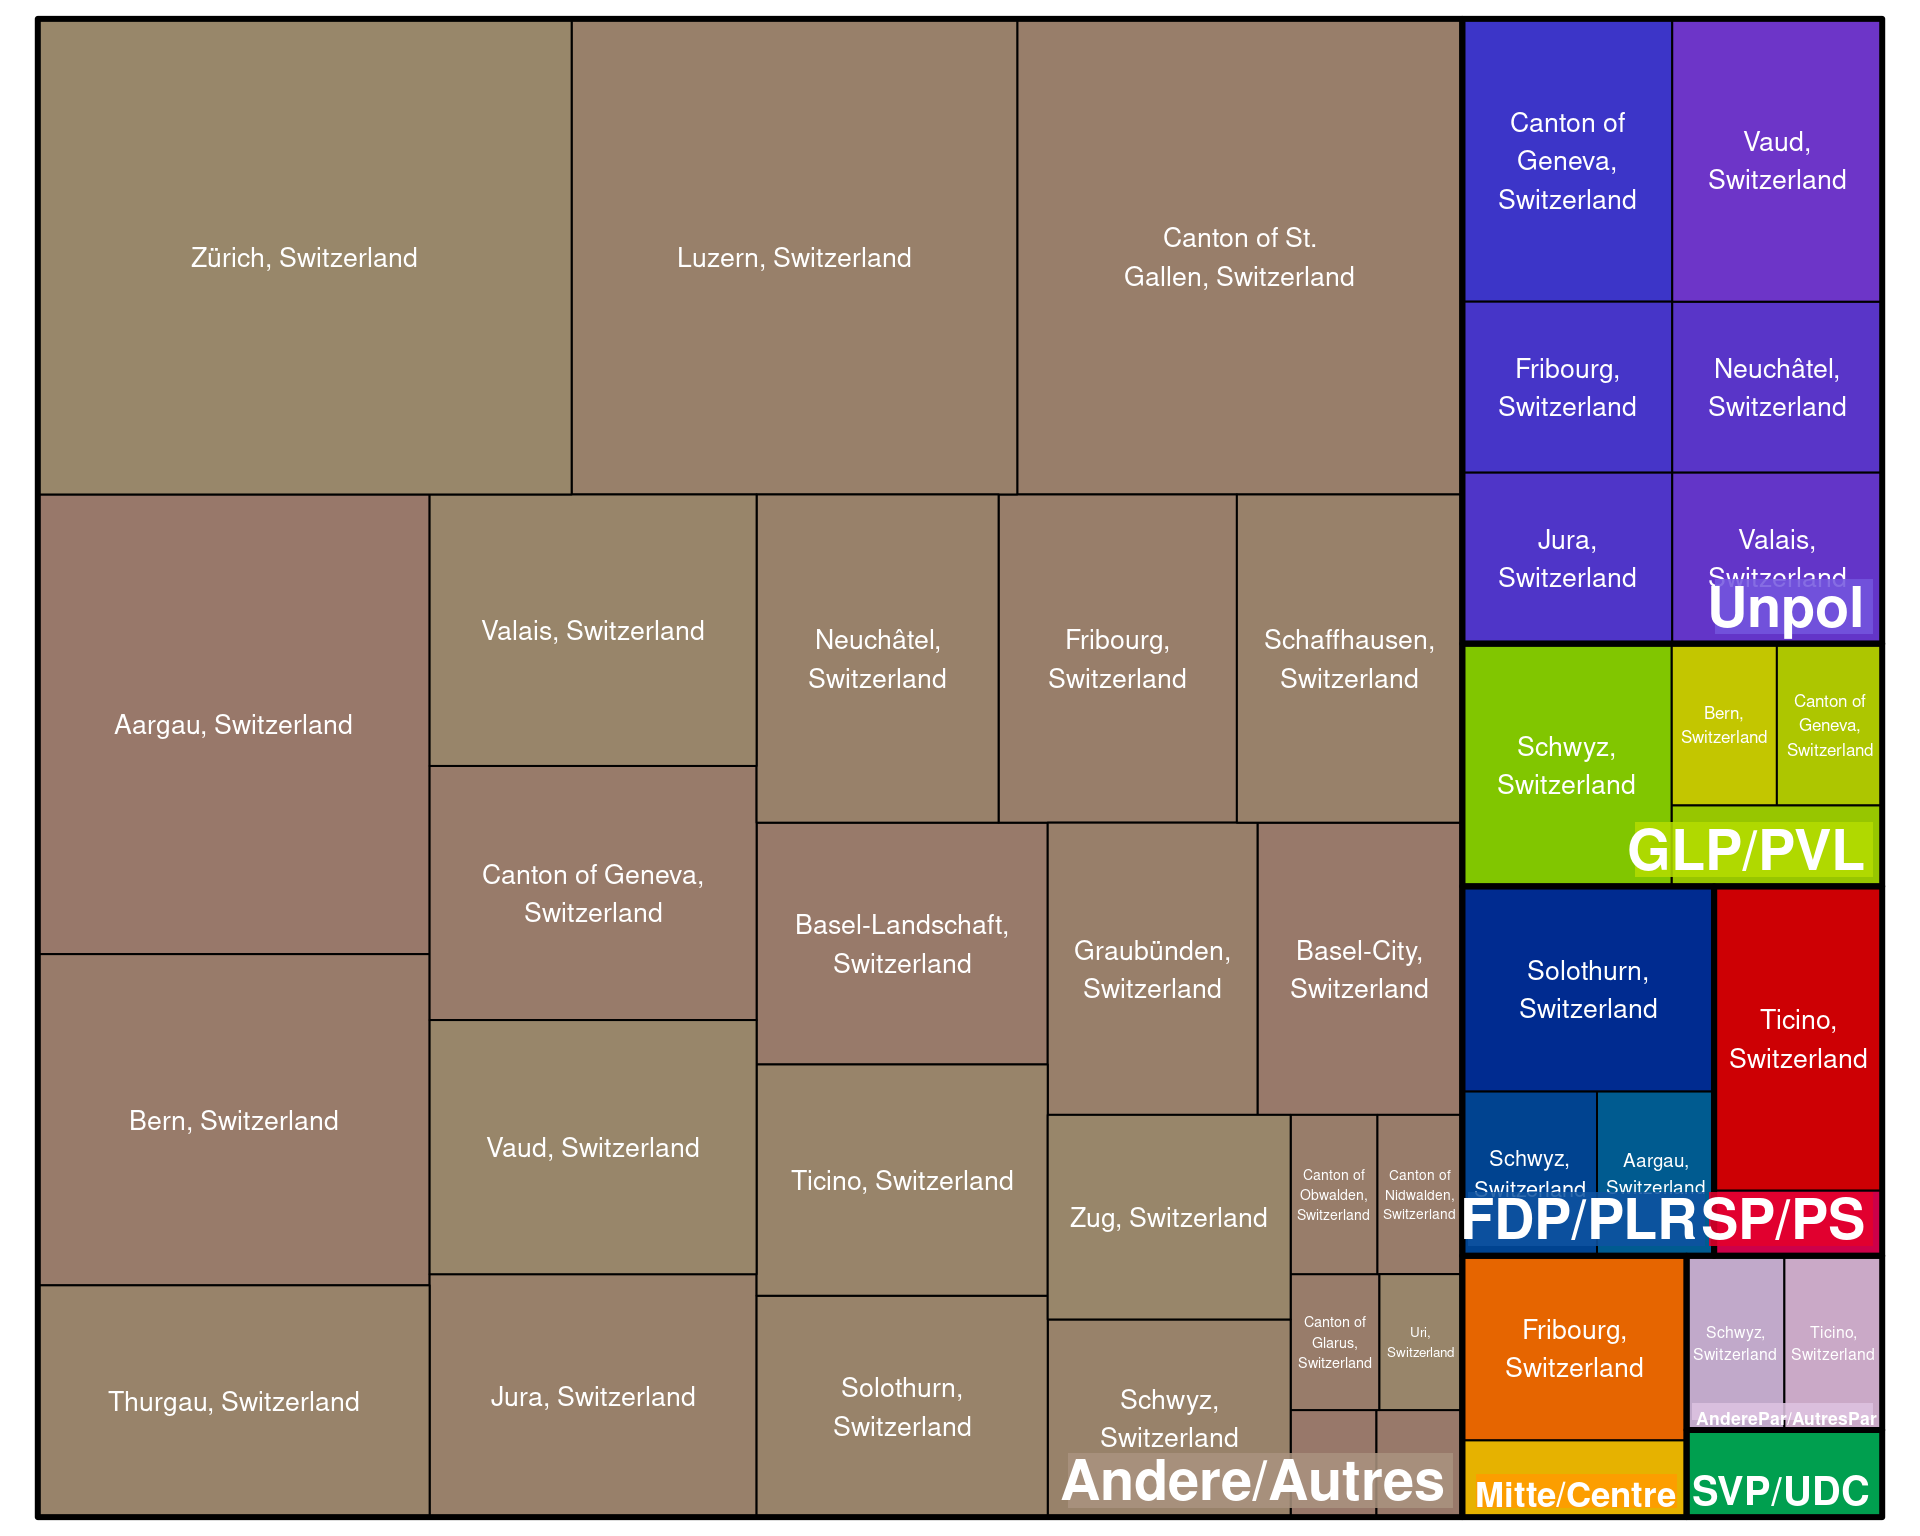 Zürich, Switzerland
Luzern, Switzerland
Canton of St.
Gallen, Switzerland
Aargau, Switzerland
Valais, Switzerland
Neuchâtel,
Switzerland
Fribourg,
Switzerland
Schaffhausen,
Switzerland
Canton of Geneva,
Switzerland
Basel-Landschaft,
Switzerland
Graubünden,
Switzerland
Basel-City,
Switzerland
Bern, Switzerland
Vaud, Switzerland
Ticino, Switzerland
Zug, Switzerland
Canton of
Obwalden,
Switzerland
Canton of
Nidwalden,
Switzerland
Canton of
Glarus,
Switzerland
Uri,
Switzerland
Thurgau, Switzerland
Jura, Switzerland
Solothurn,
Switzerland
Schwyz,
Switzerland
Andere/Autres
Canton of
Geneva,
Switzerland
Vaud,
Switzerland
Fribourg,
Switzerland
Neuchâtel,
Switzerland
Jura,
Switzerland
Valais,
Switzerland
Unpol
Schwyz,
Switzerland
Bern,
Switzerland
Canton of
Geneva,
Switzerland
GLP/PVL
Solothurn,
Switzerland
Schwyz,
Switzerland
Aargau,
Switzerland
FDP/PLR
Ticino,
Switzerland
SP/PS
Fribourg,
Switzerland
Mitte/Centre
Schwyz,
Switzerland
Ticino,
Switzerland
AnderePar/AutresPar
SVP/UDC